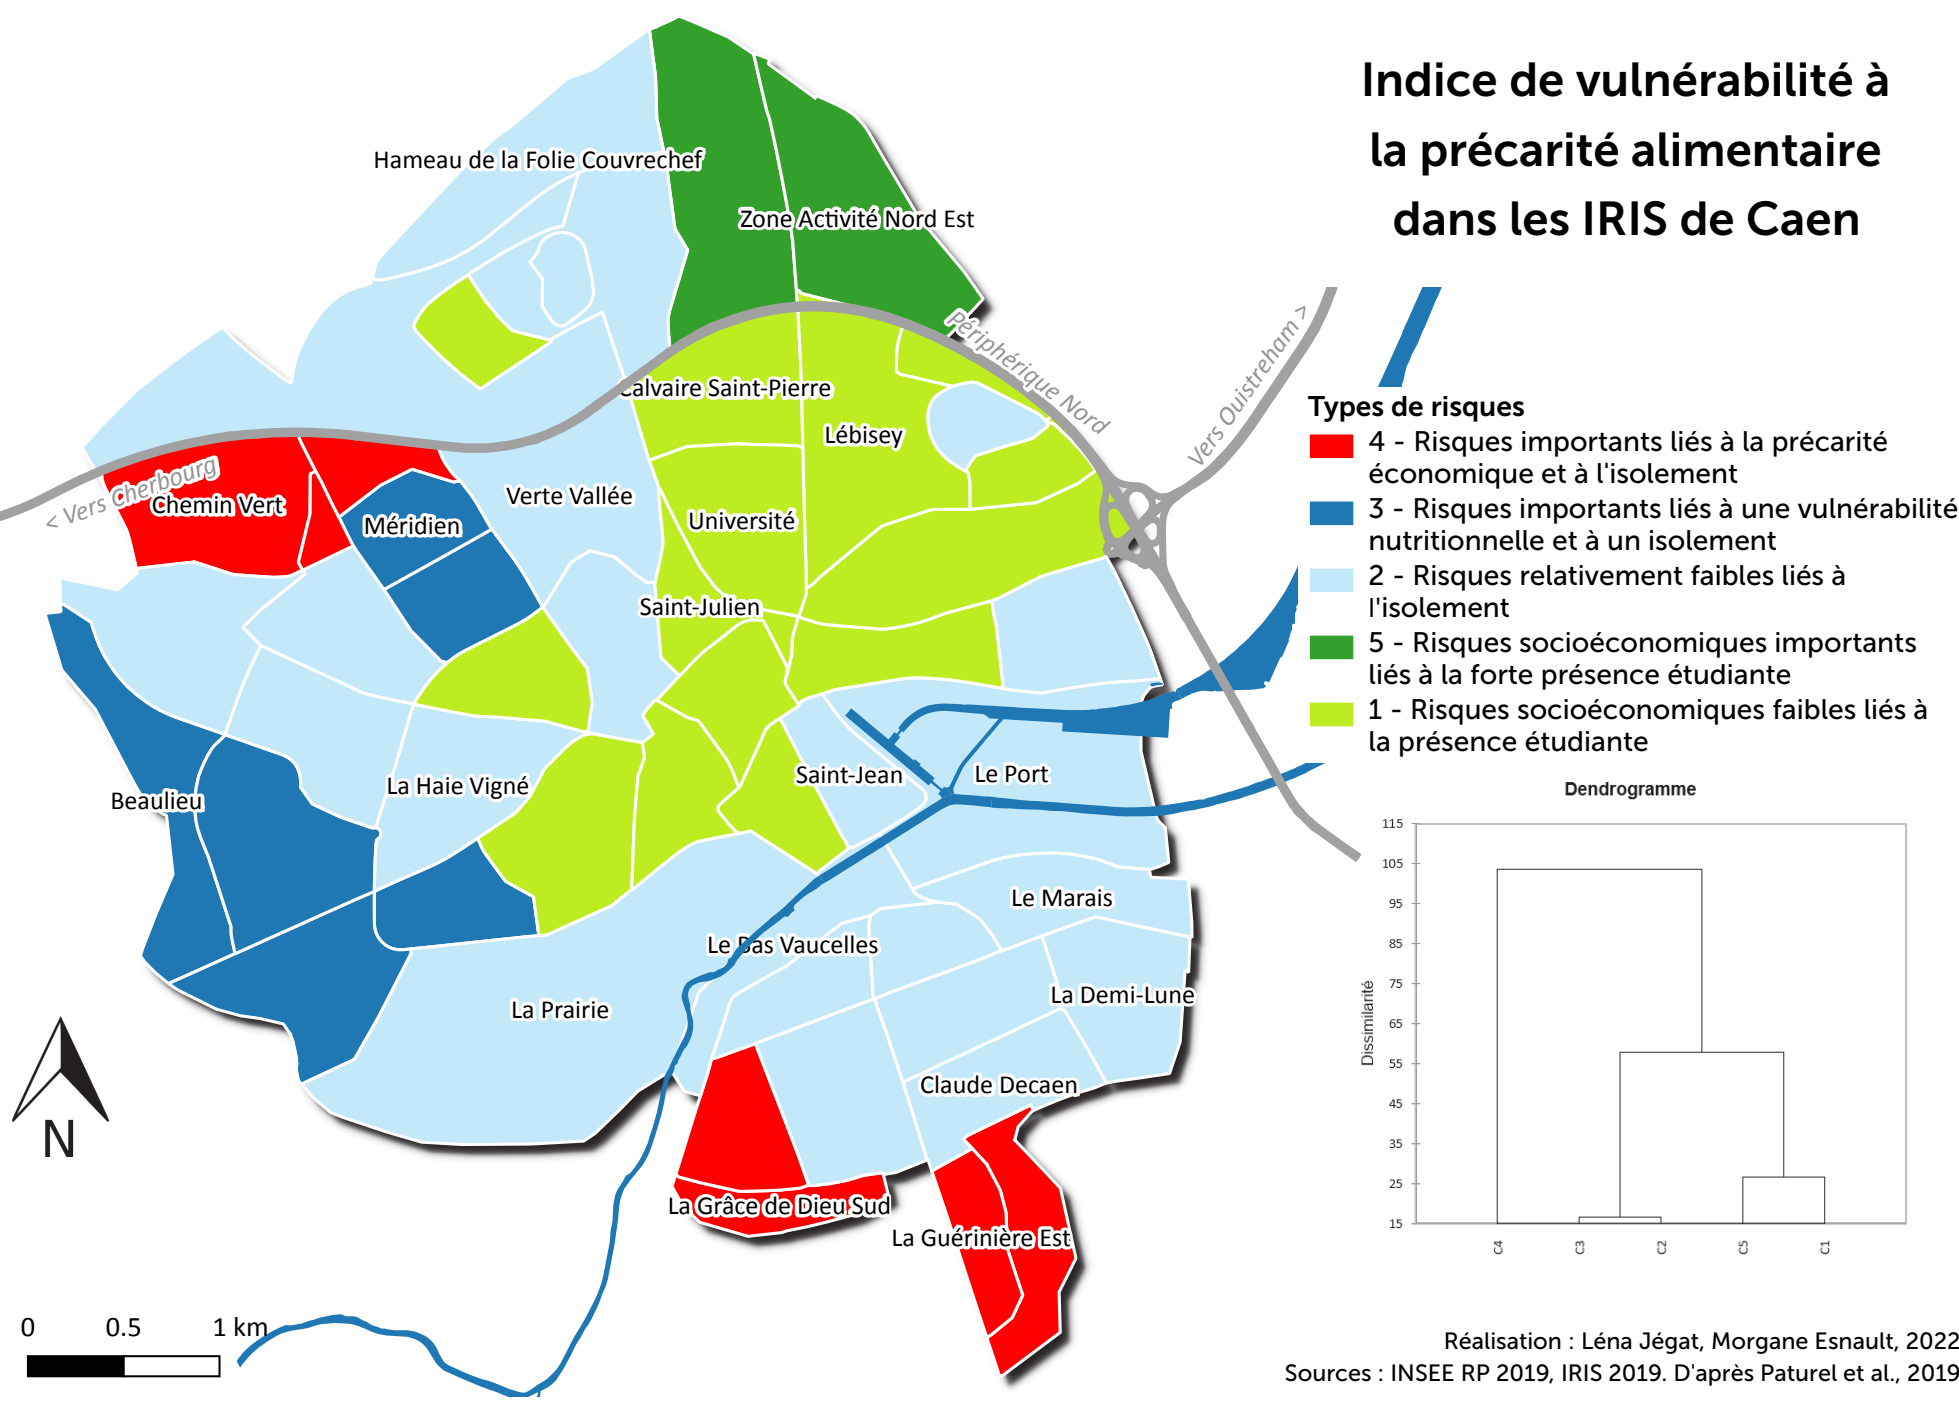 Indice de vulnérabilité à
la précarité alimentaire
dans les IRIS de Caen
Hameau de la Folie Couvrechef
Zone Activité Nord Est
Périphérique Nord
Vers Ouistreham >
Calvaire Saint-Pierre
Lébisey
< Vers Cherbourg
Chemin Vert
Méridien
Verte Vallée
Université
Saint-Julien
Beaulieu
La Haie Vigné
Saint-Jean
Le Port
Le Marais
Le Bas Vaucelles
La Prairie
La Demi-Lune
Claude Decaen
La Grâce de Dieu Sud
La Guérinière Est
Types de risques
4 - Risques importants liés à la précarité
économique et à l'isolement
3 - Risques importants liés à une vulnérabilité
nutritionnelle et à un isolement
2 - Risques relativement faibles liés à
l'isolement
5 - Risques socioéconomiques importants
liés à la forte présence étudiante
1 - Risques socioéconomiques faibles liés à
la présence étudiante
Dendrogramme
Dissimilarité
115
105
95
85
75
65
55
45
35
25
15
C4
C3
C2
C5
C1
N
0 0.5 1 km
Réalisation : Léna Jégat, Morgane Esnault, 2022
Sources : INSEE RP 2019, IRIS 2019. D'après Paturel et al., 2019